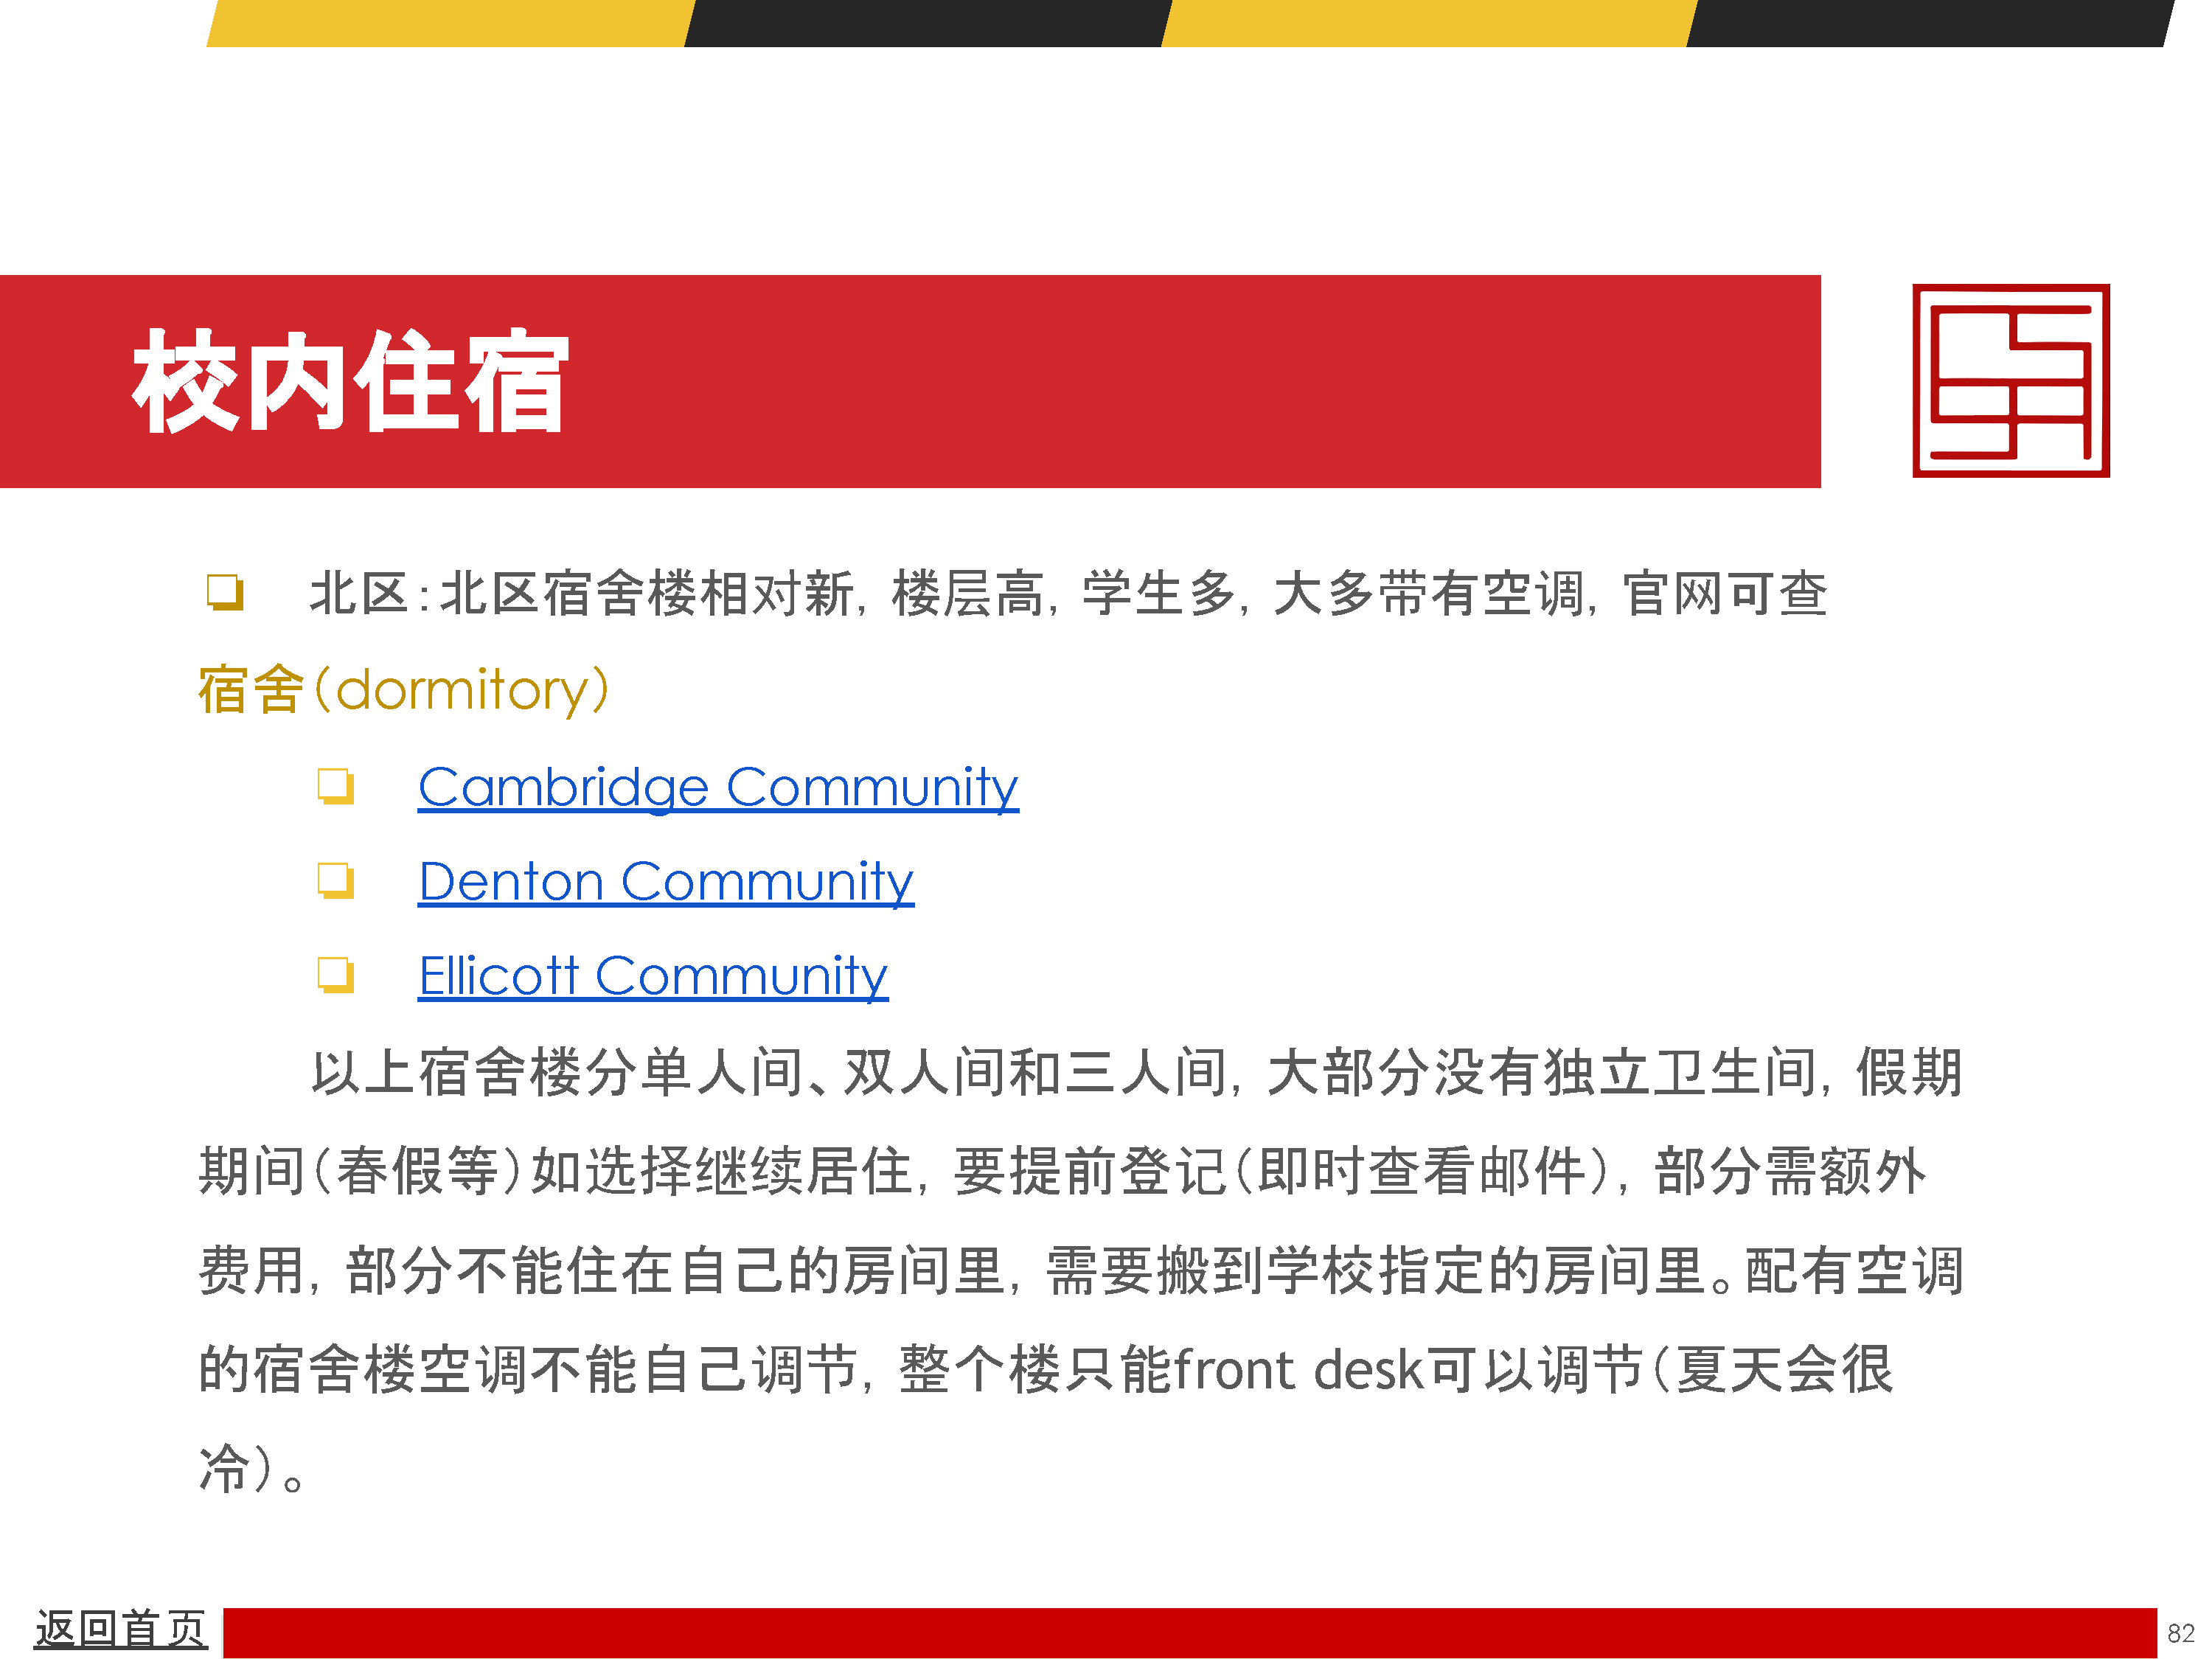 校内住宿
北区：北区宿舍楼相对新，楼层高，学生多，大多带有空调，官网可查
宿舍（dormitory）
Cambridge Community
Denton Community
Ellicott Community
以上宿舍楼分单人间、双人间和三人间，大部分没有独立卫生间，假期
期间（春假等）如选择继续居住，要提前登记（即时查看邮件），部分需额外
费用，部分不能住在自己的房间里，需要搬到学校指定的房间里。配有空调
的宿舍楼空调不能自己调节，整个楼只能front desk可以调节（夏天会很
冷）。
返回首页
82